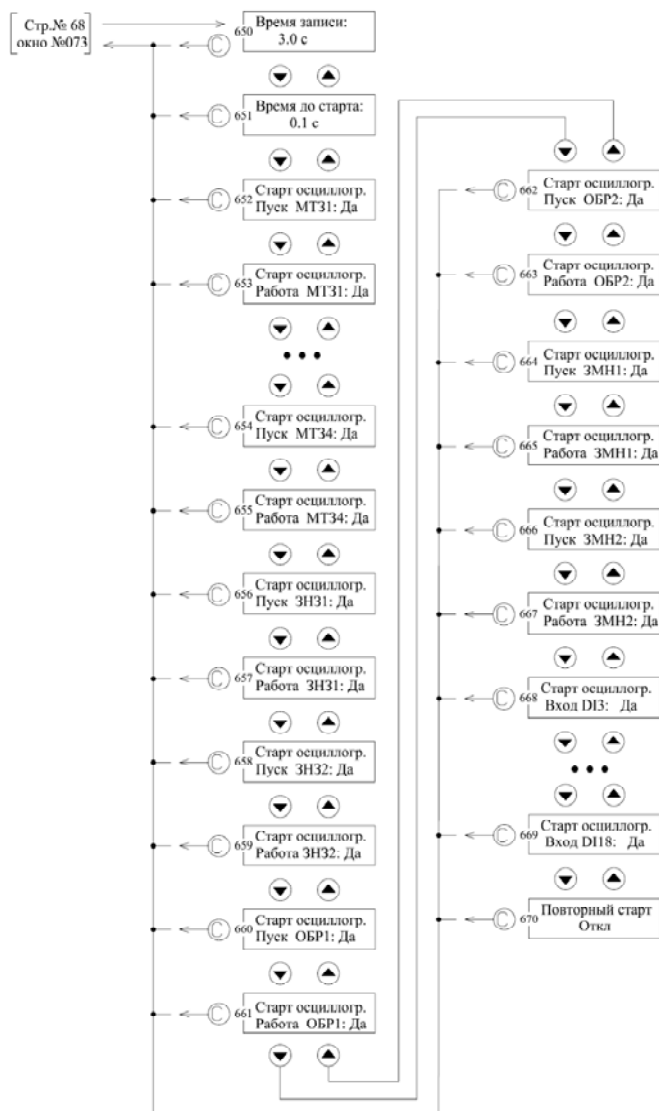 Стр.№ 68
окно №073
C 650
Время записи:
3.0 с
C 651
Время до старта:
0.1 с
C 652
Старт осциллогр.
Пуск МТЗ1: Да
C 653
Старт осциллогр.
Работа МТЗ1: Да
• • •
C 654
Старт осциллогр.
Пуск МТЗ4: Да
C 655
Старт осциллогр.
Работа МТЗ4: Да
C 656
Старт осциллогр.
Пуск ЗНЗ1: Да
C 657
Старт осциллогр.
Работа ЗНЗ1: Да
C 658
Старт осциллогр.
Пуск ЗНЗ2: Да
C 659
Старт осциллогр.
Работа ЗНЗ2: Да
C 660
Старт осциллогр.
Пуск ОБР1: Да
C 661
Старт осциллогр.
Работа ОБР1: Да
C 662
Старт осциллогр.
Пуск ОБР2: Да
C 663
Старт осциллогр.
Работа ОБР2: Да
C 664
Старт осциллогр.
Пуск ЗМН1: Да
C 665
Старт осциллогр.
Работа ЗМН1: Да
C 666
Старт осциллогр.
Пуск ЗМН2: Да
C 667
Старт осциллогр.
Работа ЗМН2: Да
C 668
Старт осциллогр.
Вход DI3: Да
• • •
C 669
Старт осциллогр.
Вход DI18: Да
C 670
Повторный старт
Откл